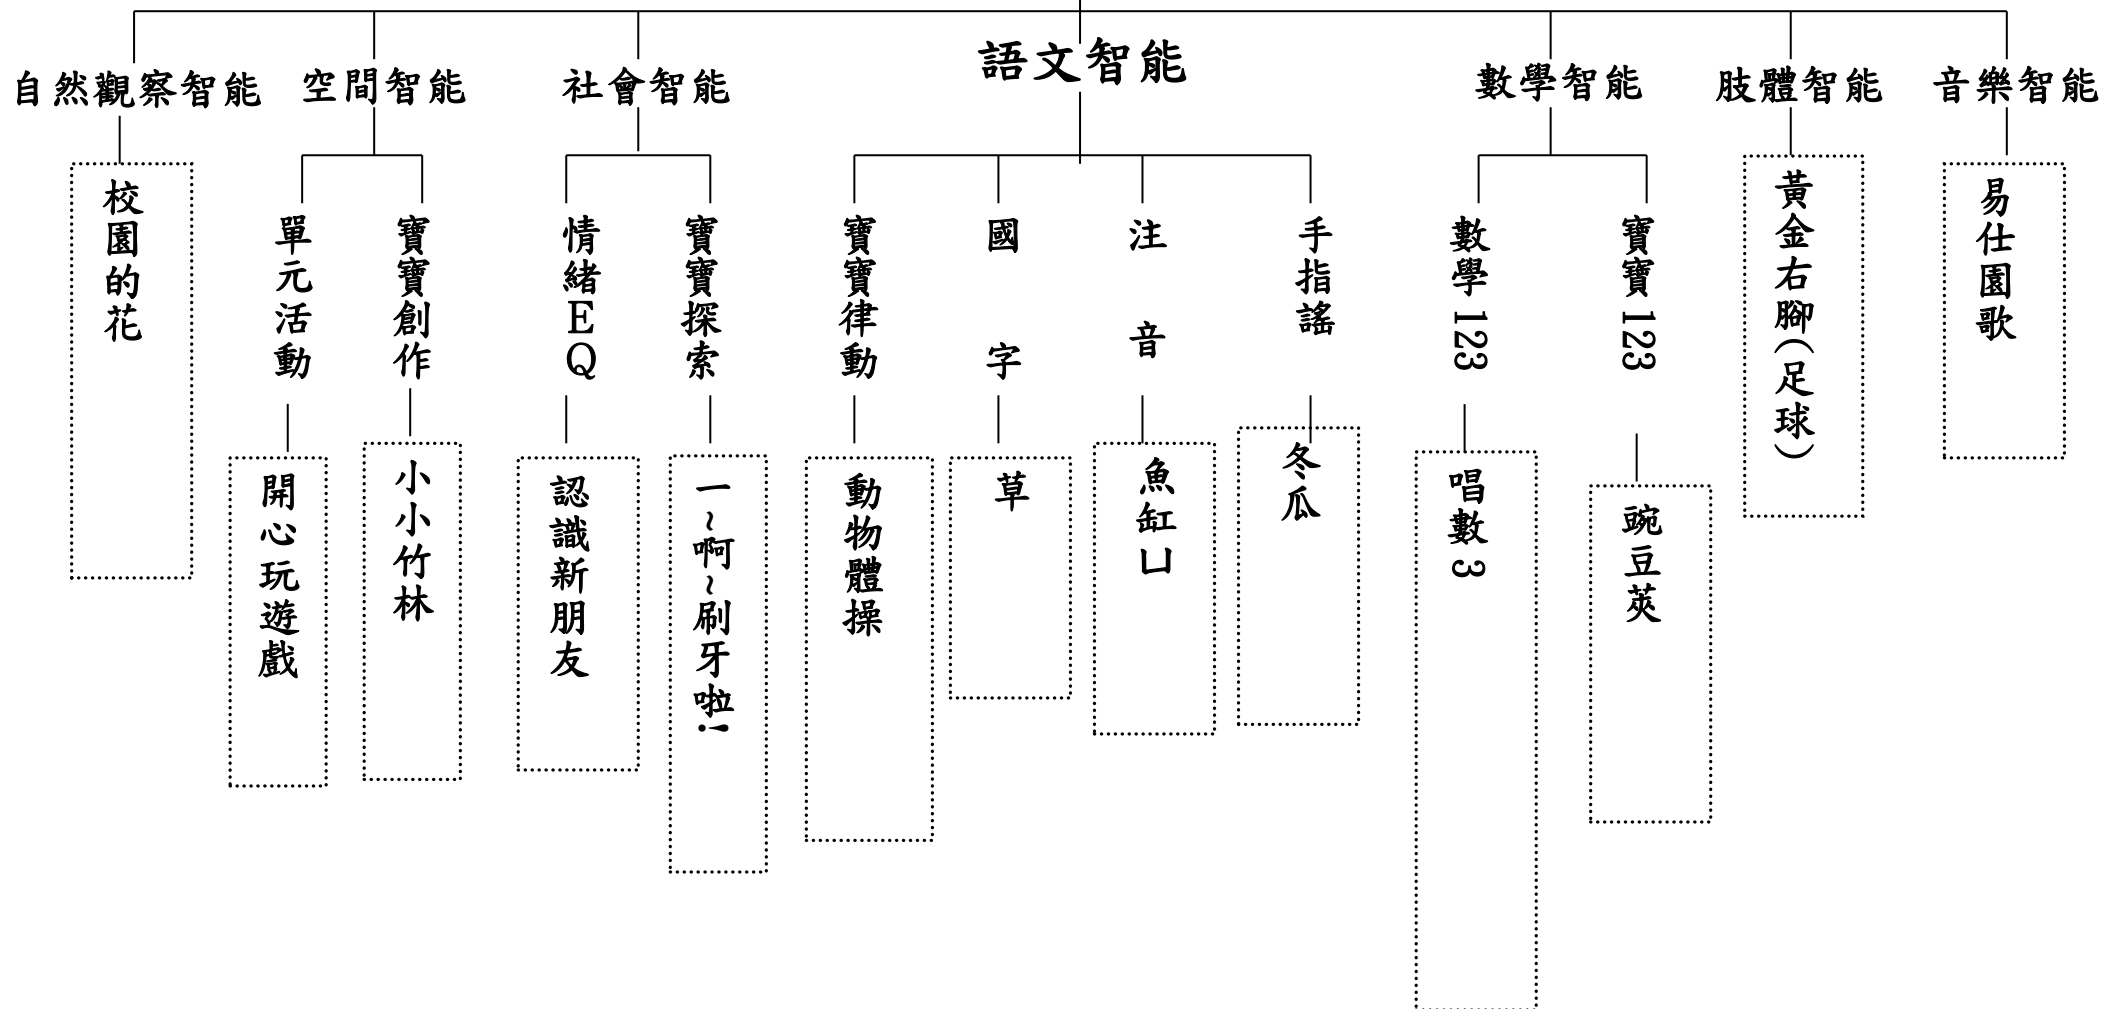 自然觀察智能
空間智能
社會智能
語文智能
數學智能
肢體智能
音樂智能
校園的花
單元活動
寶寶創作
情緒EQ
寶寶探索
寶寶律動
國字
注音
手指謠
數學123
寶寶123
黃金右腳(足球)
易仕園歌
開心玩遊戲
小小竹林
認識新朋友
一~啊~刷牙啦!
動物體操
草
魚缸ㄩ
冬瓜
唱數3
豌豆莢